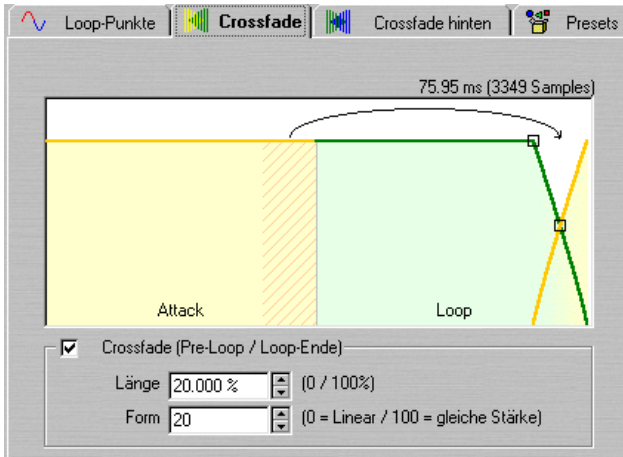 Loop-Punkte Crossfade Crossfade hinten Presets
75.95 ms (3349 Samples)
Attack Loop
Crossfade (Pre-Loop / Loop-Ende)
Länge 20.000 % (0 / 100%)
Form 20 (0 = Linear / 100 = gleiche Stärke)